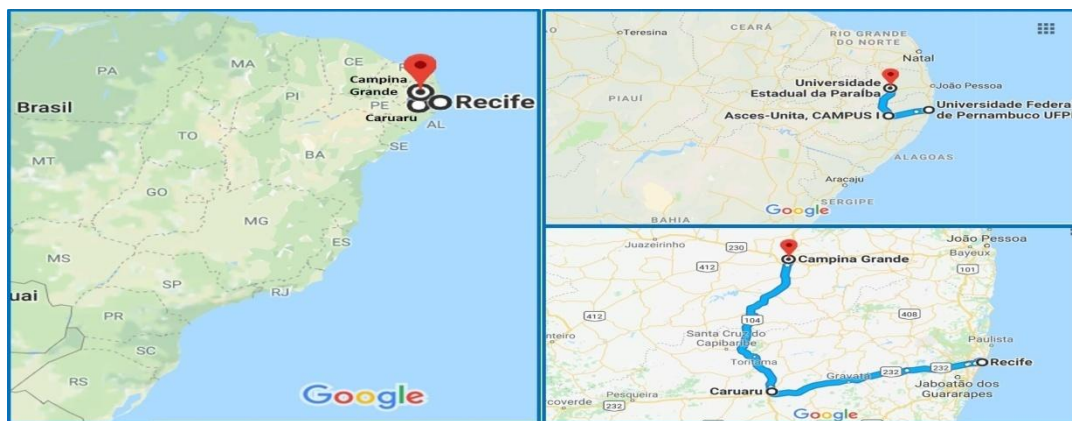 PA
MA
CE
Campina
Grande
Brasil
PI
PE
Recife
Caruaru
AL
TO
SE
MT
BA
GO
MG
MS
ES
SP
uai
RJ
PR
SC
RS
Google
Teresina
CEARÁ
RIO GRANDE
DO NORTE
Natal
Universidade
Estadual da Paraíba
João Pessoa
PIAUÍ
Universidade Federa
Asces-Unita, CAMPUS I
de Pernambuco UFP
ALAGOAS
Aracaju
SERGIPE
Google
BAHIA
Juazeirinho
230
João Pessoa
Bayeux
Campina Grande
412
101
104
408
412
Santa Cruz do
Capibaribe
Paulista
Toritama
Recife
Gravatá
232
232
232
Caruaru
Jaboatão dos
Guararapes
Pesqueira
coverde
232
Google